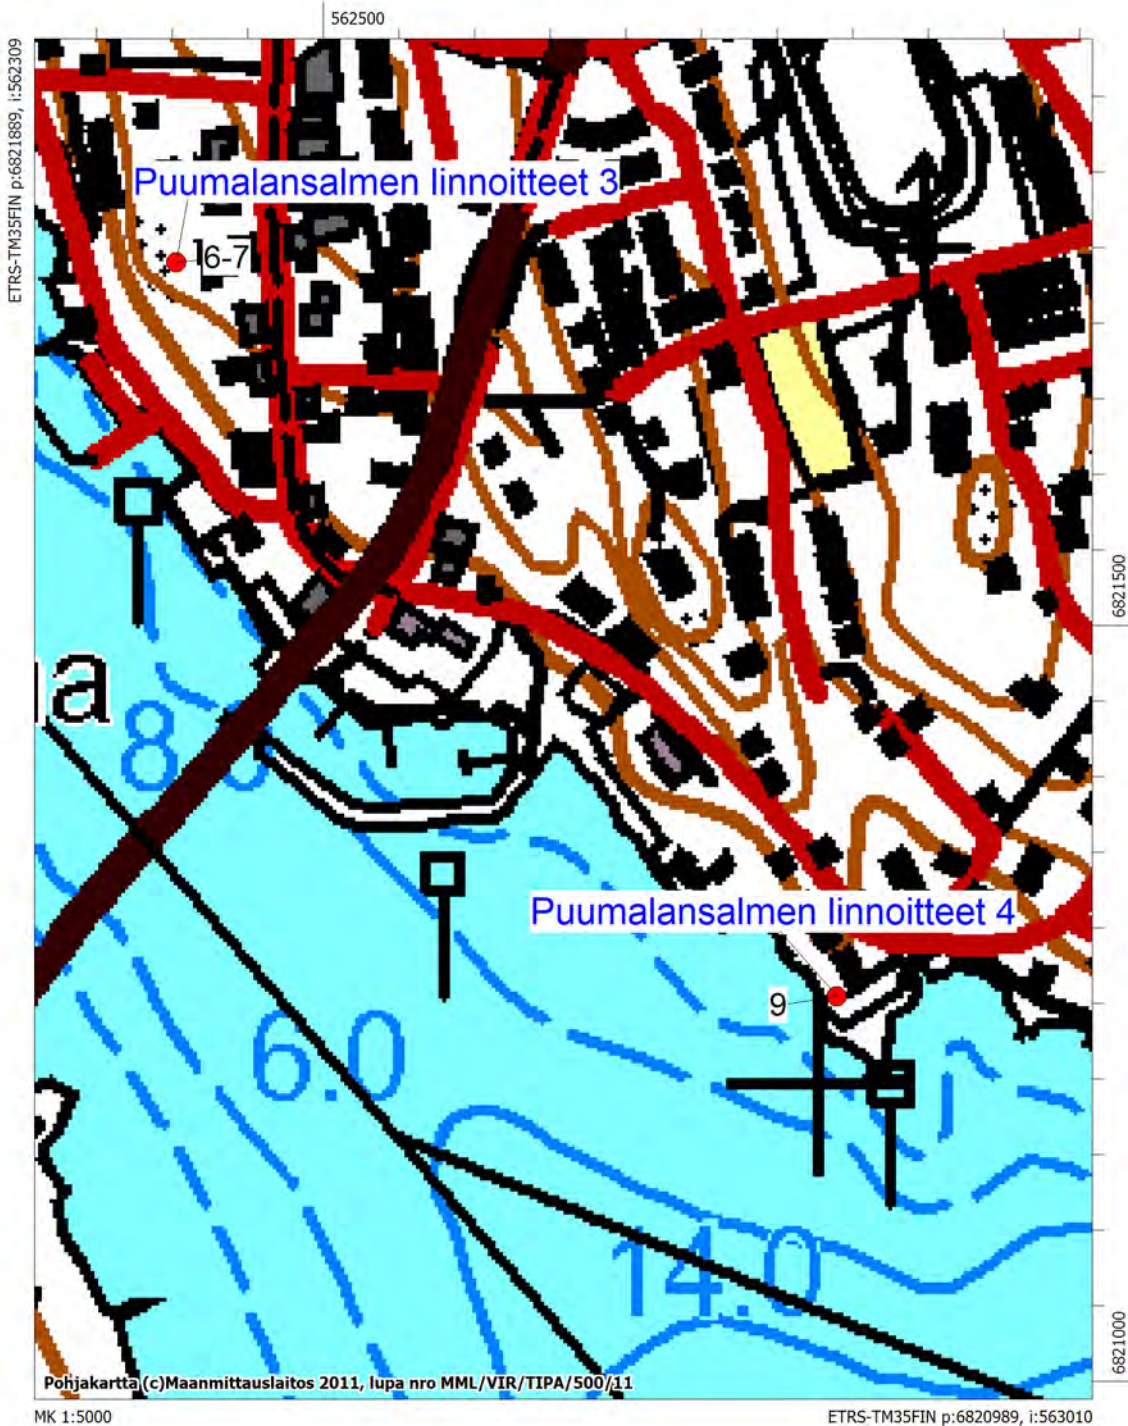 562500
ETRS-TM35FIN p:6821889, i:562309
Puumalansalmen linnoitteet 3
6-7
6821500
8.0
Puumalansalmen linnoitteet 4
9
6.0
14.0
6821000
Pohjakartta (c)Maanmittauslaitos 2011, lupa nro MML/VIR/TIPA/500/11
MK 1:5000
ETRS-TM35FIN p:6820989, i:563010